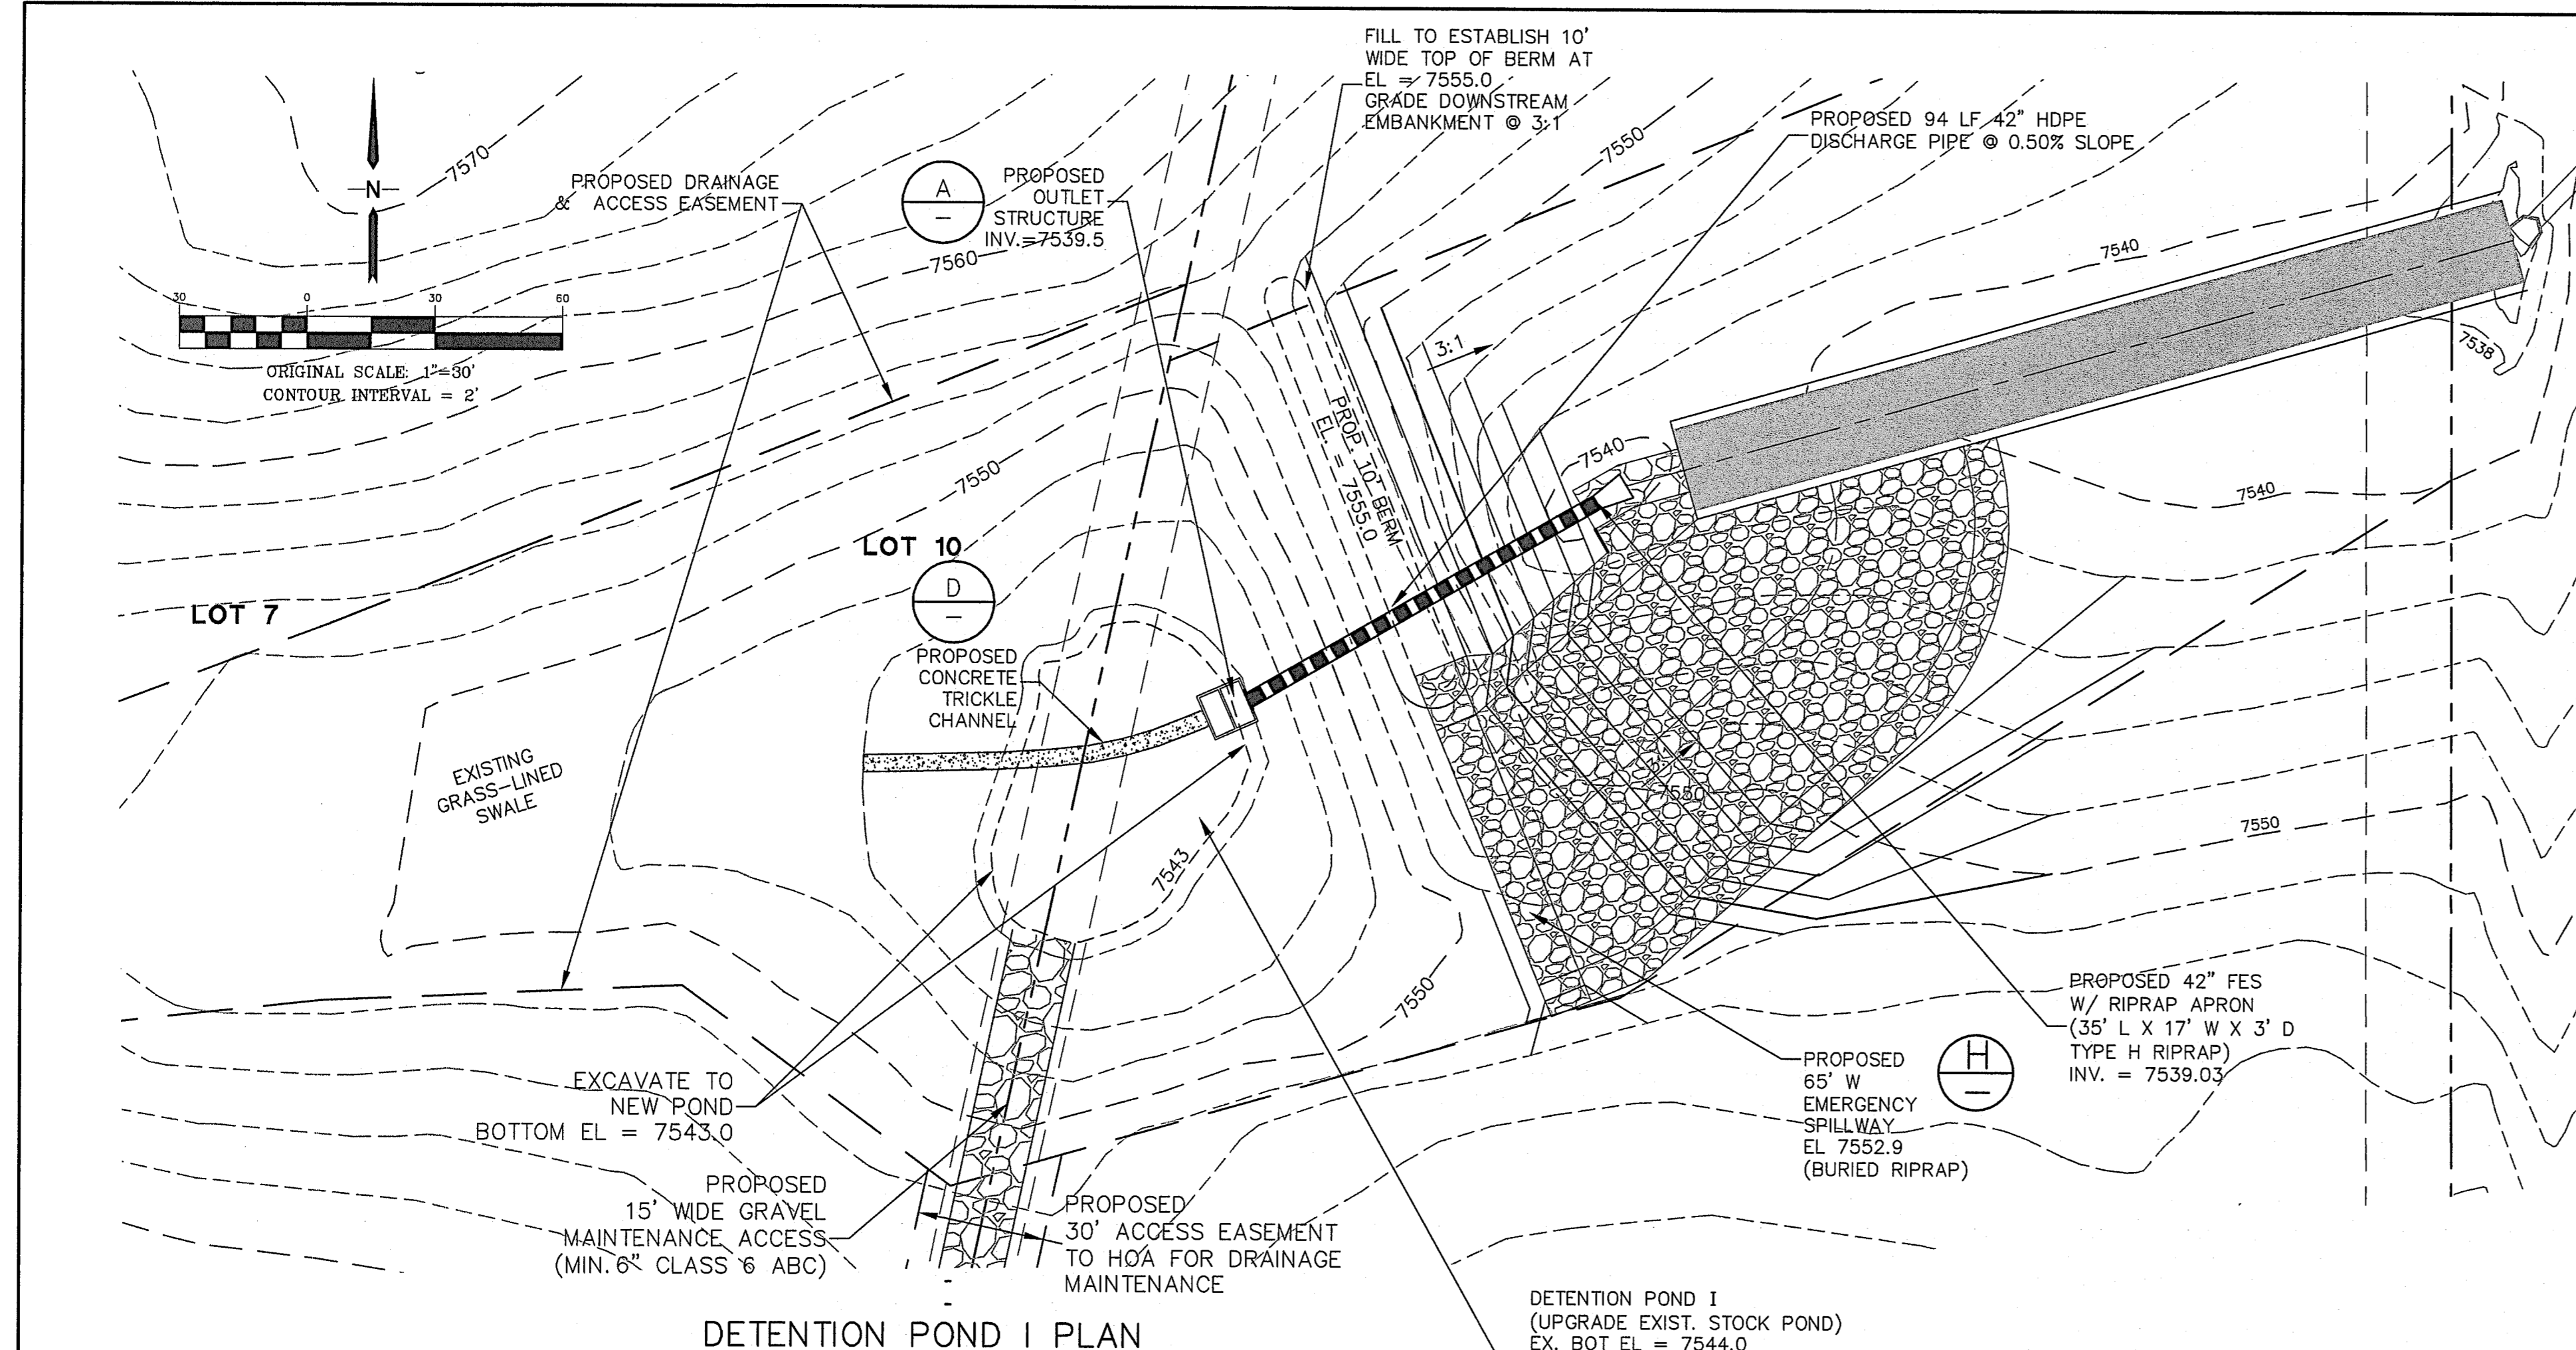 FILL TO ESTABLISH 10'
WIDE TOP OF BERM AT
EL = 7555.0
GRADE DOWNSTREAM
EMBANKMENT @ 3:1
PROPOSED 94 LF 42" HDPE
DISCHARGE PIPE @ 0.50% SLOPE
7550
7570
N
PROPOSED DRAINAGE
& ACCESS EASEMENT
A
–
PROPOSED
OUTLET
STRUCTURE
INV.=7539.5
7560
7540
30 0 30 60
ORIGINAL SCALE: 1"=30'
CONTOUR INTERVAL = 2'
3:1
7538
PROP. 10' BERM
EL. = 7555.0
7540
7550
7540
LOT 10
D
–
LOT 7
PROPOSED
CONCRETE
TRICKLE
CHANNEL
EXISTING
GRASS-LINED
SWALE
7550
7550
7543
7550
PROPOSED 42" FES
W/ RIPRAP APRON
(35' L X 17' W X 3' D
TYPE H RIPRAP)
INV. = 7539.03
H
–
PROPOSED
65' W
EMERGENCY
SPILLWAY
EL 7552.9
(BURIED RIPRAP)
EXCAVATE TO
NEW POND
BOTTOM EL = 7543.0
PROPOSED
15' WIDE GRAVEL
MAINTENANCE ACCESS
(MIN. 6" CLASS 6 ABC)
PROPOSED
30' ACCESS EASEMENT
TO HOA FOR DRAINAGE
MAINTENANCE
DETENTION POND I PLAN
DETENTION POND I
(UPGRADE EXIST. STOCK POND)
EX. BOT EL = 7544.0